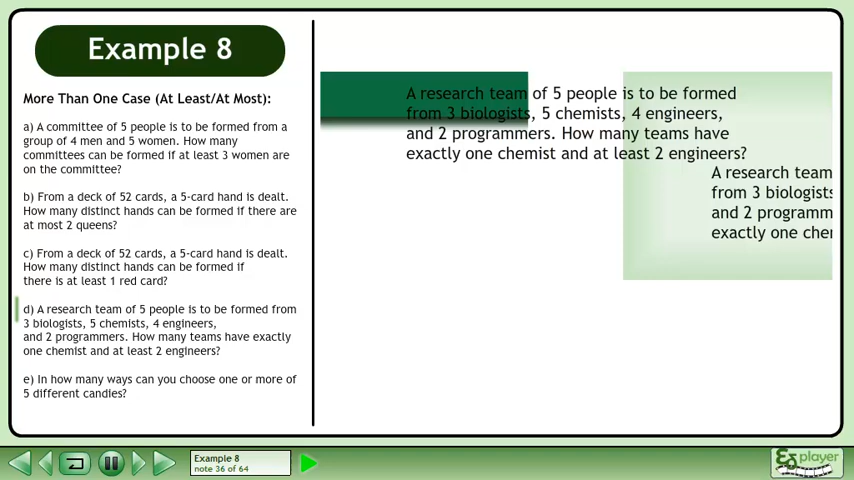 Example 8
More Than One Case (At Least/At Most):
a) A committee of 5 people is to be formed from a
group of 4 men and 5 women. How many
committees can be formed if at least 3 women are
on the committee?
b) From a deck of 52 cards, a 5-card hand is dealt.
How many distinct hands can be formed if there are
at most 2 queens?
c) From a deck of 52 cards, a 5-card hand is dealt.
How many distinct hands can be formed if
there is at least 1 red card?
d) A research team of 5 people is to be formed from
3 biologists, 5 chemists, 4 engineers,
and 2 programmers. How many teams have exactly
one chemist and at least 2 engineers?
e) In how many ways can you choose one or more of
5 different candies?
A research team of 5 people is to be formed
from 3 biologists, 5 chemists, 4 engineers,
and 2 programmers. How many teams have
exactly one chemist and at least 2 engineers?
A research team
from 3 biologists
and 2 programm
exactly one cher
Example 8
note 36 of 64
player